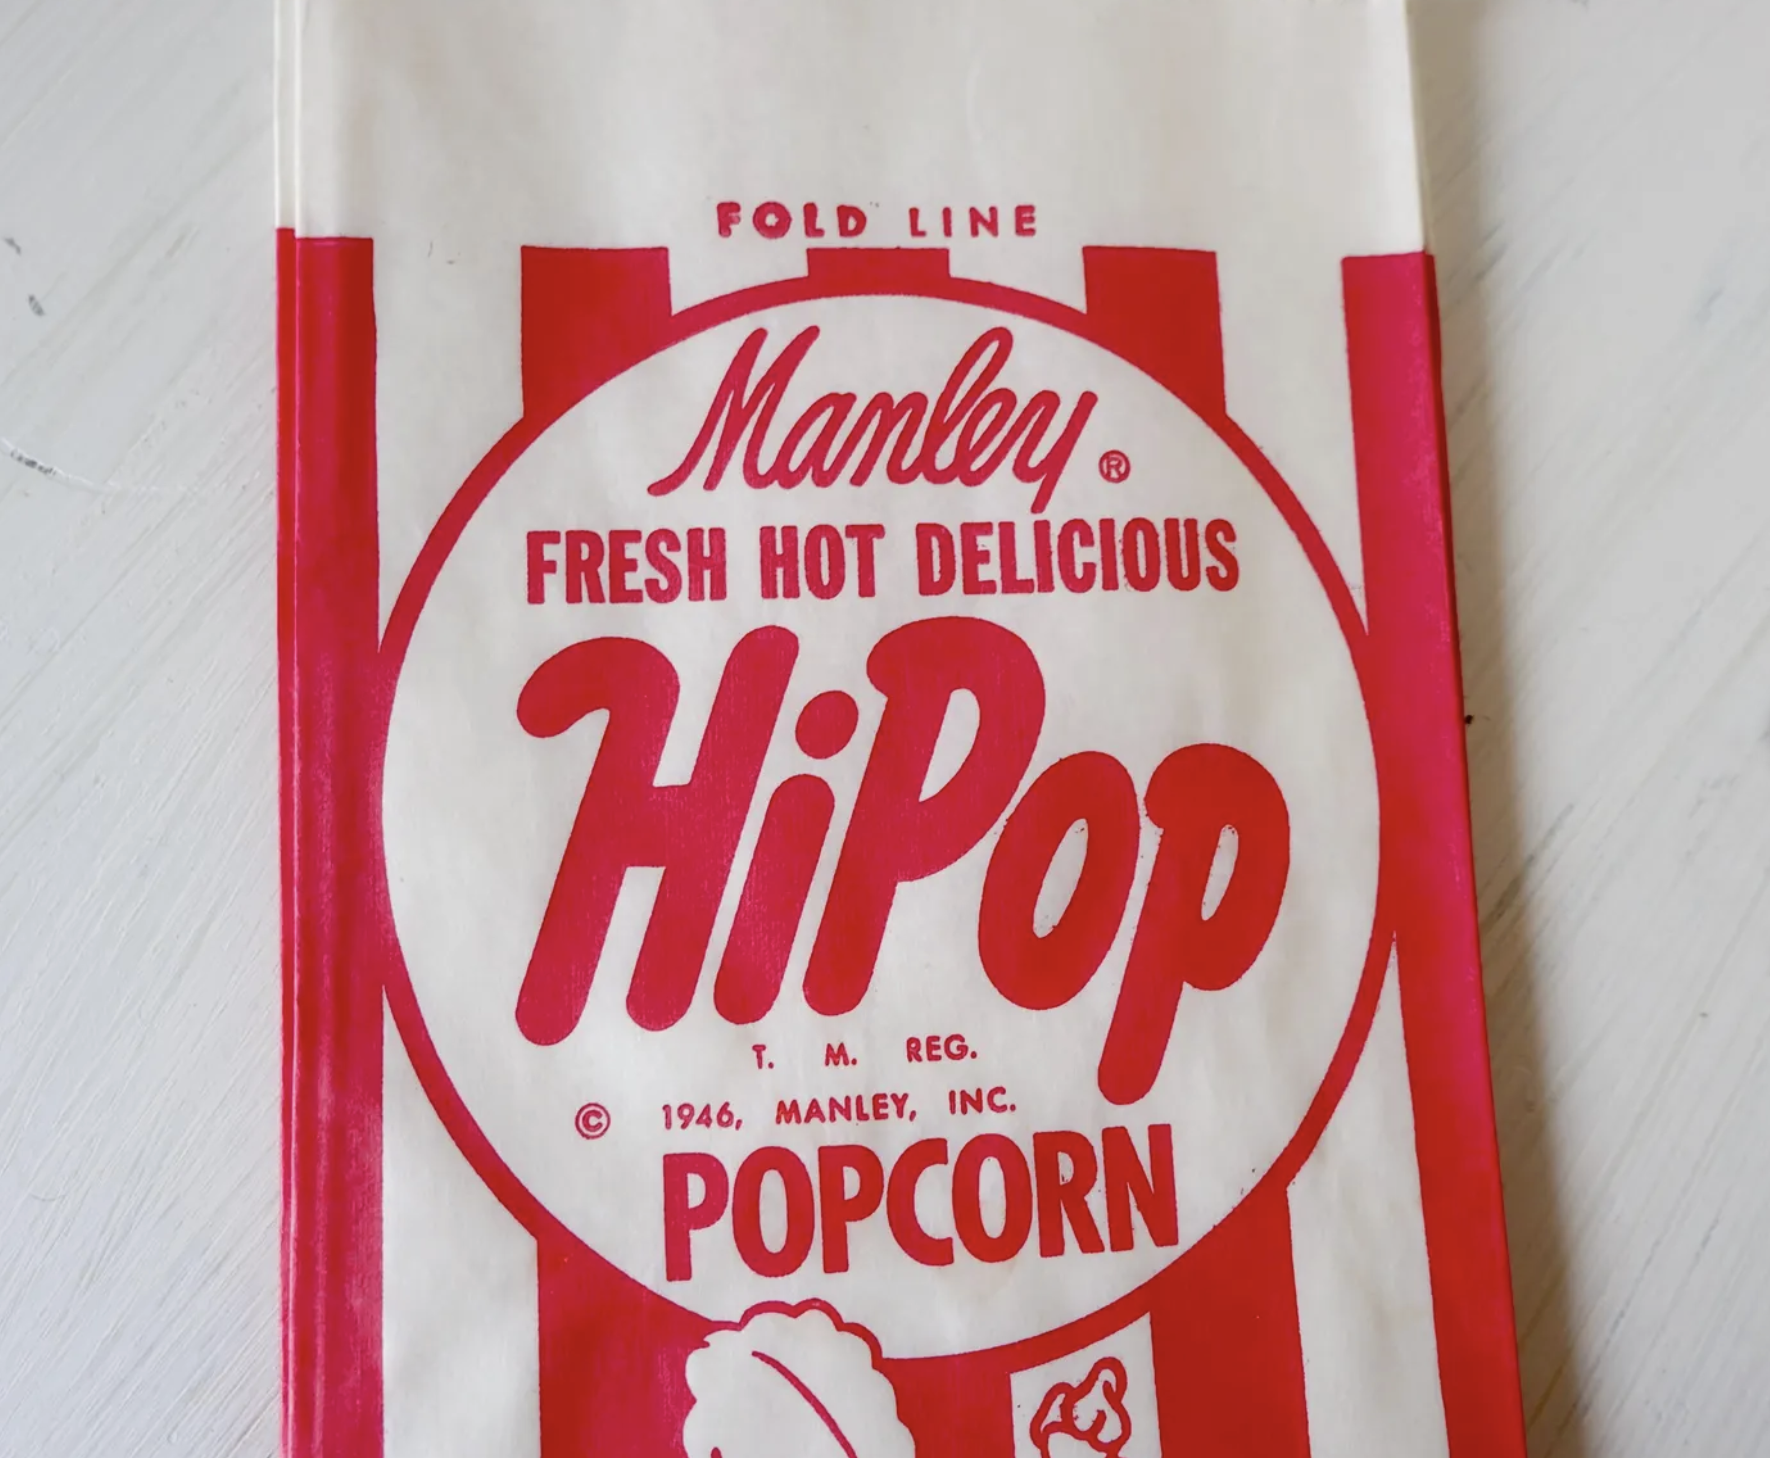 FOLD LINE
Manley ®
FRESH HOT DELICIOUS
HiPop
T. M. REG.
© 1946, MANLEY, INC.
POPCORN